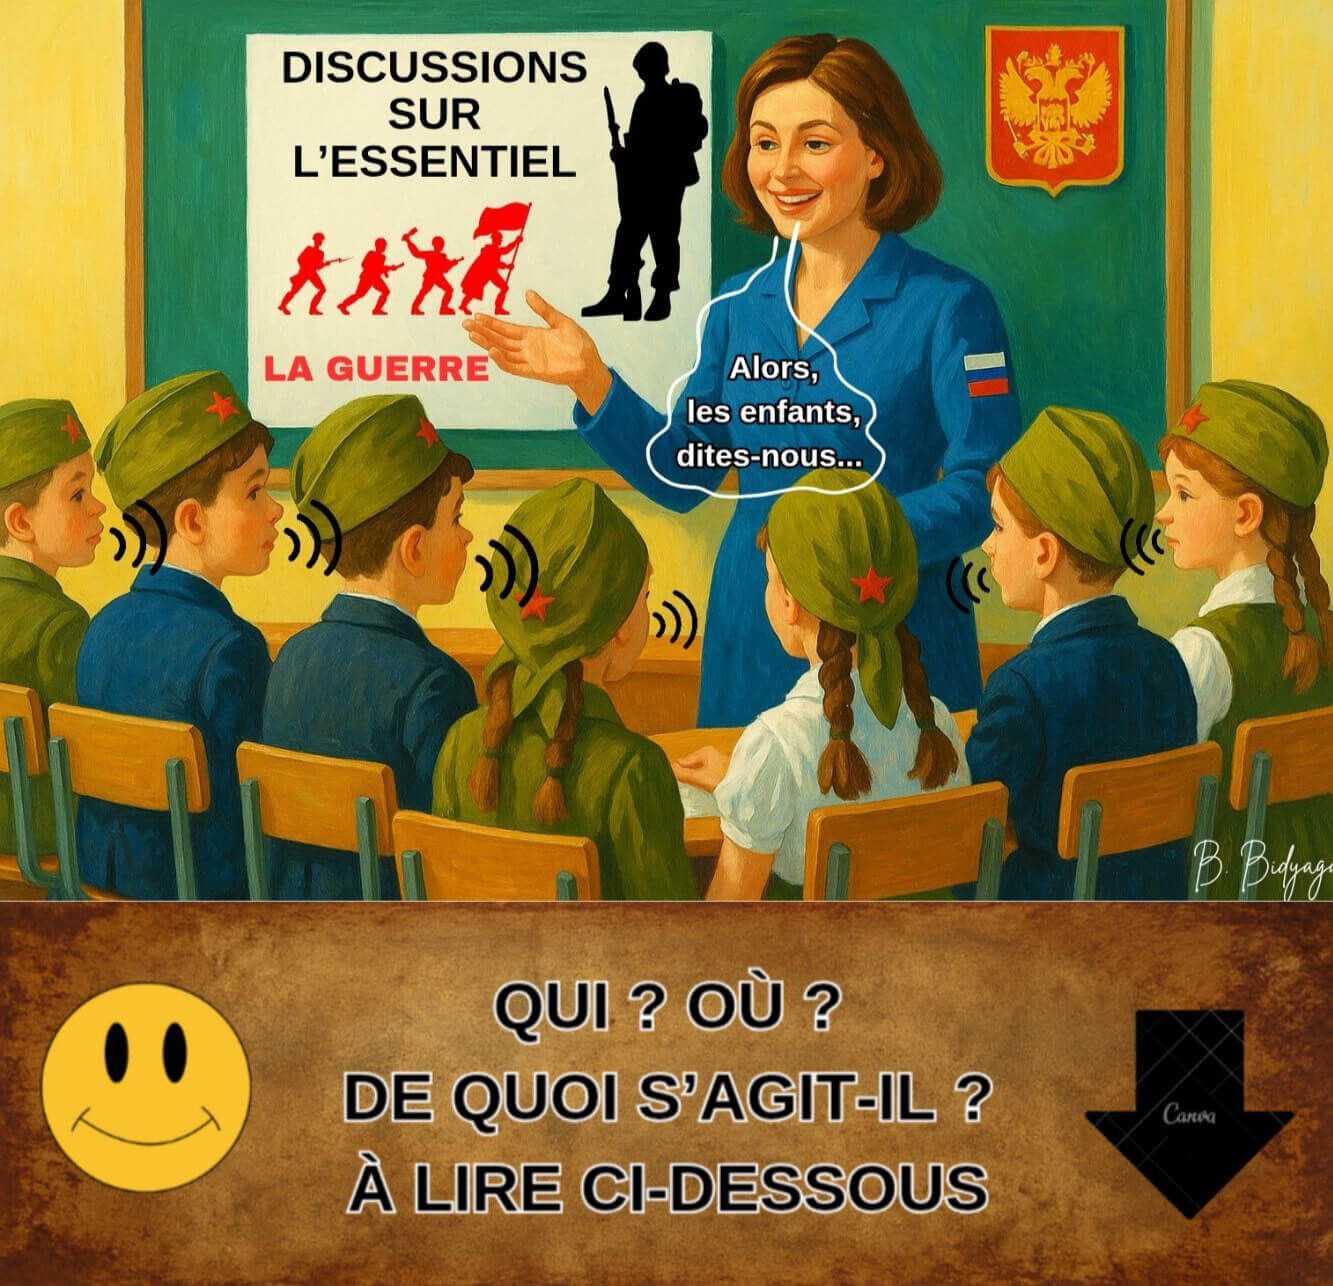 DISCUSSIONS
SUR
L’ESSENTIEL
LA GUERRE
Alors,
les enfants,
dites-nous...
B. Bidyaga
QUI ? OÙ ?
DE QUOI S’AGIT-IL ?
À LIRE CI-DESSOUS
Canva